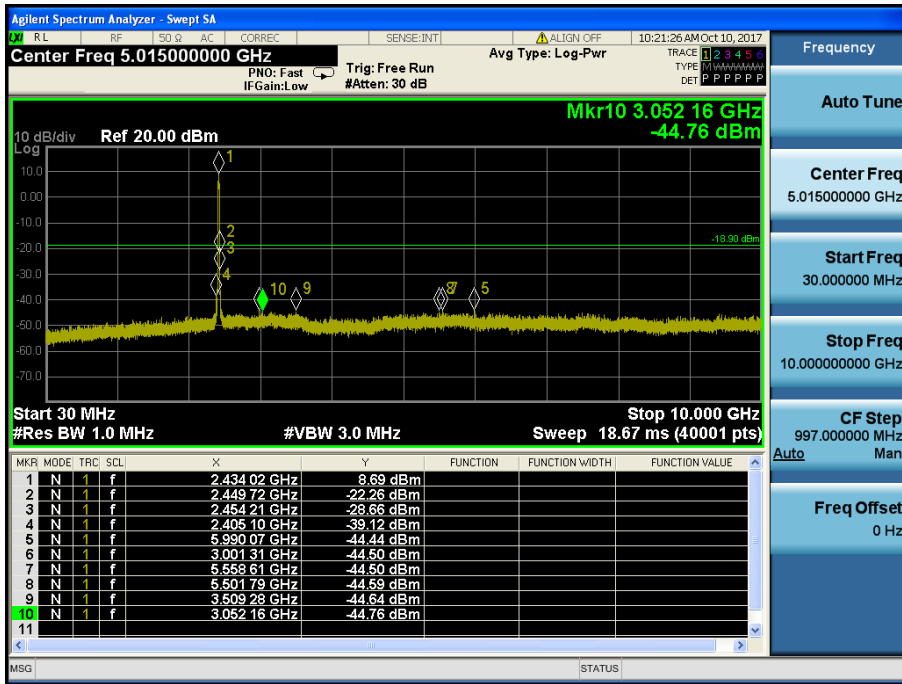 Agilent Spectrum Analyzer - Swept SA
LXI RL RF 50 Ω AC CORREC SENSE:INT ALIGN OFF 10:21:26 AM Oct 10, 2017
Center Freq 5.015000000 GHz
PNO: Fast
IFGain:Low
Trig: Free Run
#Atten: 30 dB
Avg Type: Log-Pwr
TRACE 1 2 3 4 5 6
TYPE M WWWWW
DET P P P P P P
Mkr10 3.052 16 GHz
-44.76 dBm
10 dB/div Ref 20.00 dBm
Log
10.0
0.00
-10.0
-20.0
-30.0
-40.0
-50.0
-60.0
-70.0
1
2
3
4
10
9
8
7
5
-18.90 dBm
Start 30 MHz Stop 10.000 GHz
#Res BW 1.0 MHz #VBW 3.0 MHz Sweep 18.67 ms (40001 pts)
MKR MODE TRC SCL X Y FUNCTION FUNCTION WIDTH FUNCTION VALUE
1 N 1 f 2.434 02 GHz 8.69 dBm
2 N 1 f 2.449 72 GHz -22.26 dBm
3 N 1 f 2.454 21 GHz -28.66 dBm
4 N 1 f 2.405 10 GHz -39.12 dBm
5 N 1 f 5.990 07 GHz -44.44 dBm
6 N 1 f 3.001 31 GHz -44.50 dBm
7 N 1 f 5.558 61 GHz -44.50 dBm
8 N 1 f 5.501 79 GHz -44.59 dBm
9 N 1 f 3.509 28 GHz -44.64 dBm
10 N 1 f 3.052 16 GHz -44.76 dBm
11
MSG STATUS
Frequency
Auto Tune
Center Freq
5.015000000 GHz
Start Freq
30.000000 MHz
Stop Freq
10.000000000 GHz
CF Step
997.000000 MHz
Auto Man
Freq Offset
0 Hz